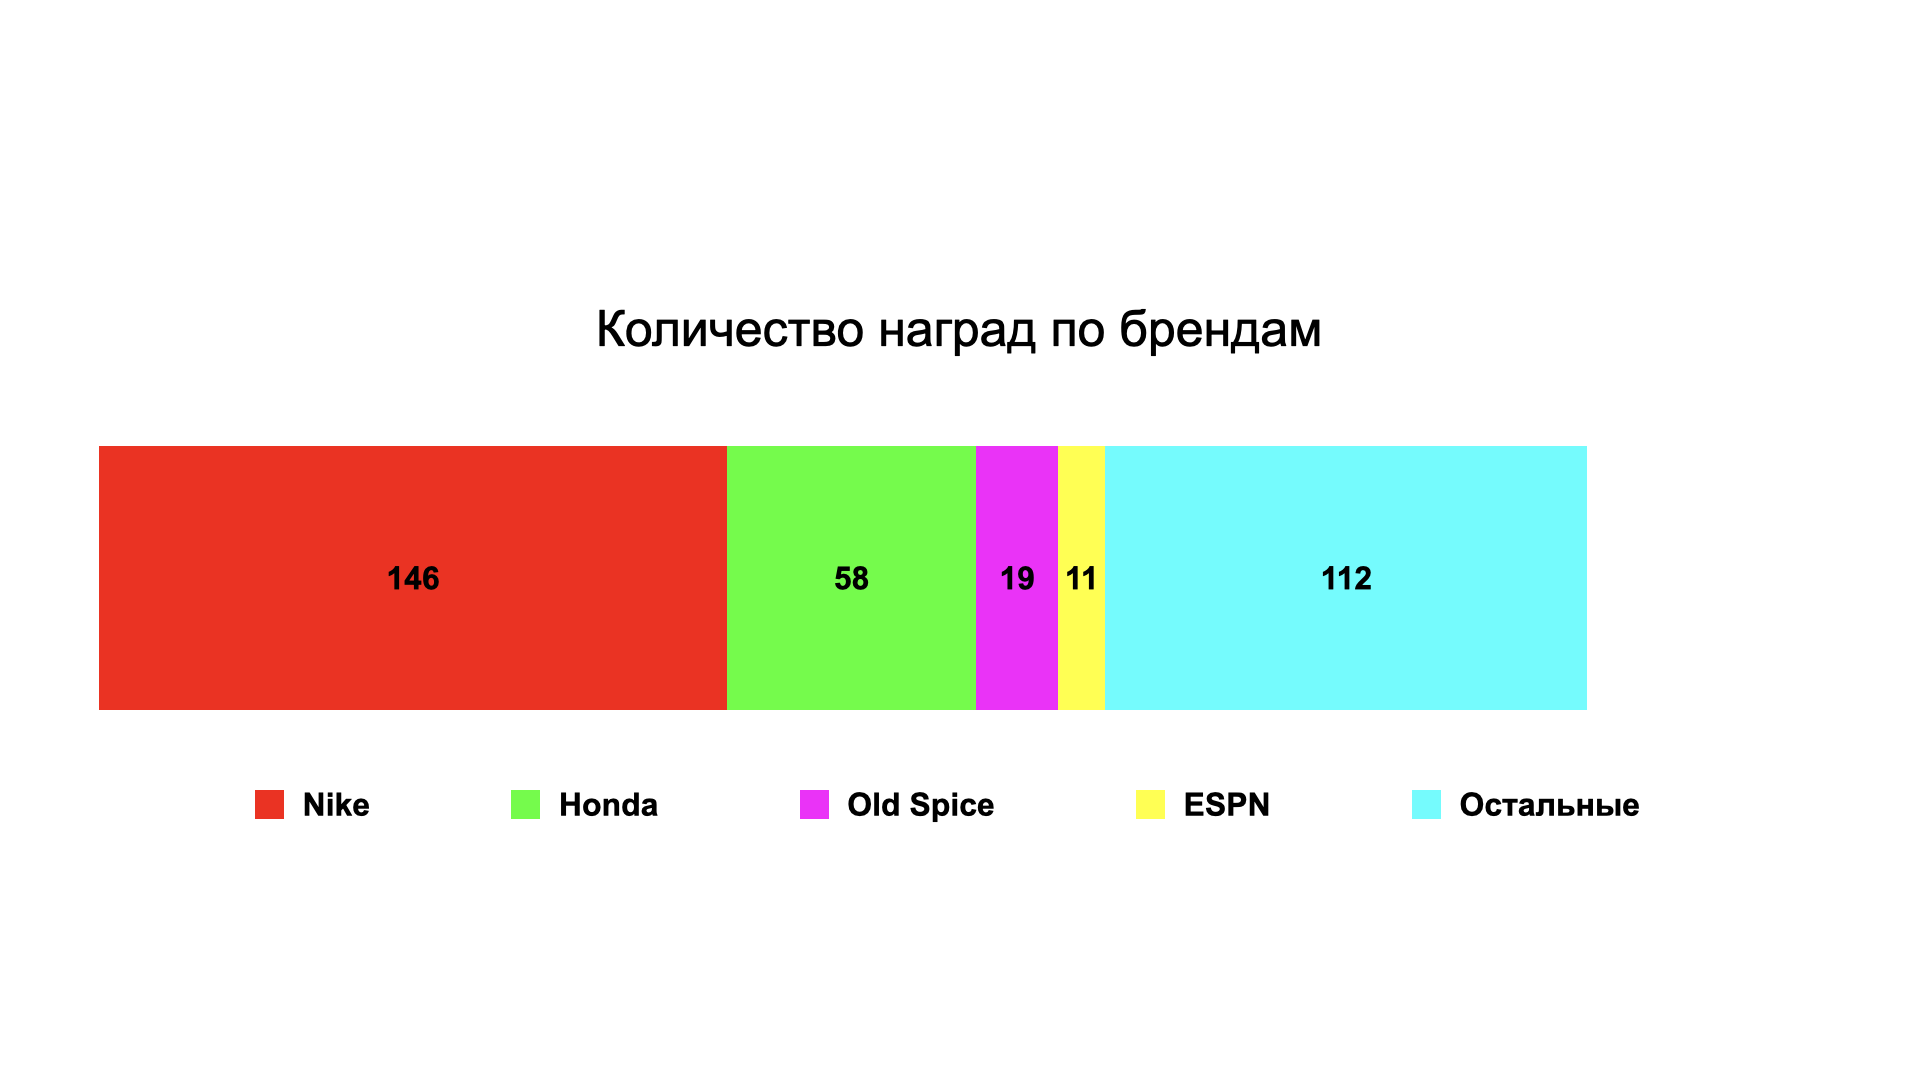 Количество наград по брендам
146 58 19 11 112
Nike Honda Old Spice ESPN Остальные